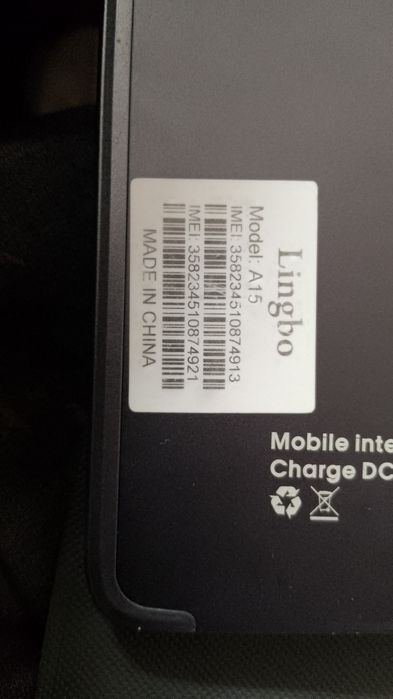 Lingbo
Model: A15
IMEI: 358234510874913
IMEI: 358234510874921
MADE IN CHINA
Mobile inte
Charge DC